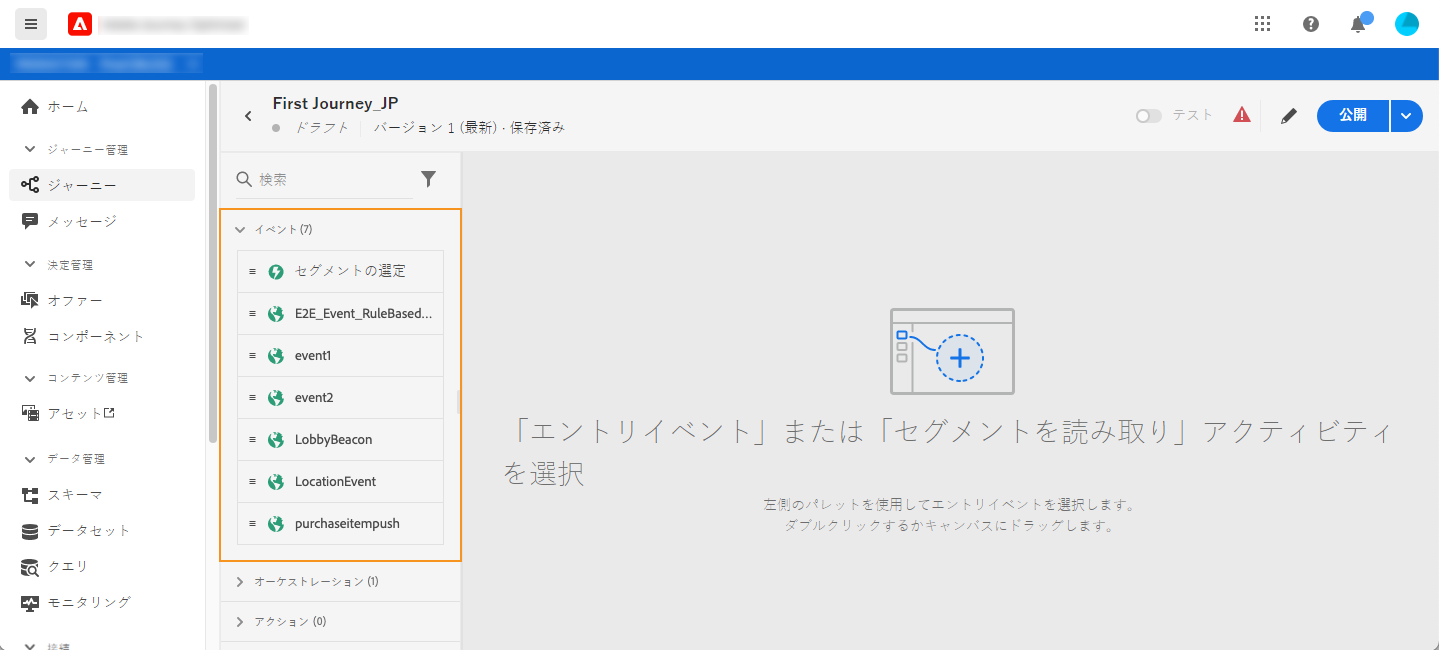 ホーム
ジャーニー管理
ジャーニー
メッセージ
決定管理
オファー
コンポーネント
コンテンツ管理
アセット
データ管理
スキーマ
データセット
クエリ
モニタリング
接続
First Journey_JP
ドラフト
バージョン 1 (最新)・保存済み
テスト
公開
検索
イベント (7)
セグメントの選定
E2E_Event_RuleBased...
event1
event2
LobbyBeacon
LocationEvent
purchaseitempush
オーケストレーション (1)
アクション (0)
「エントリイベント」または「セグメントを読み取り」アクティビティ
を選択
左側のパレットを使用してエントリイベントを選択します。
ダブルクリックするかキャンバスにドラッグします。